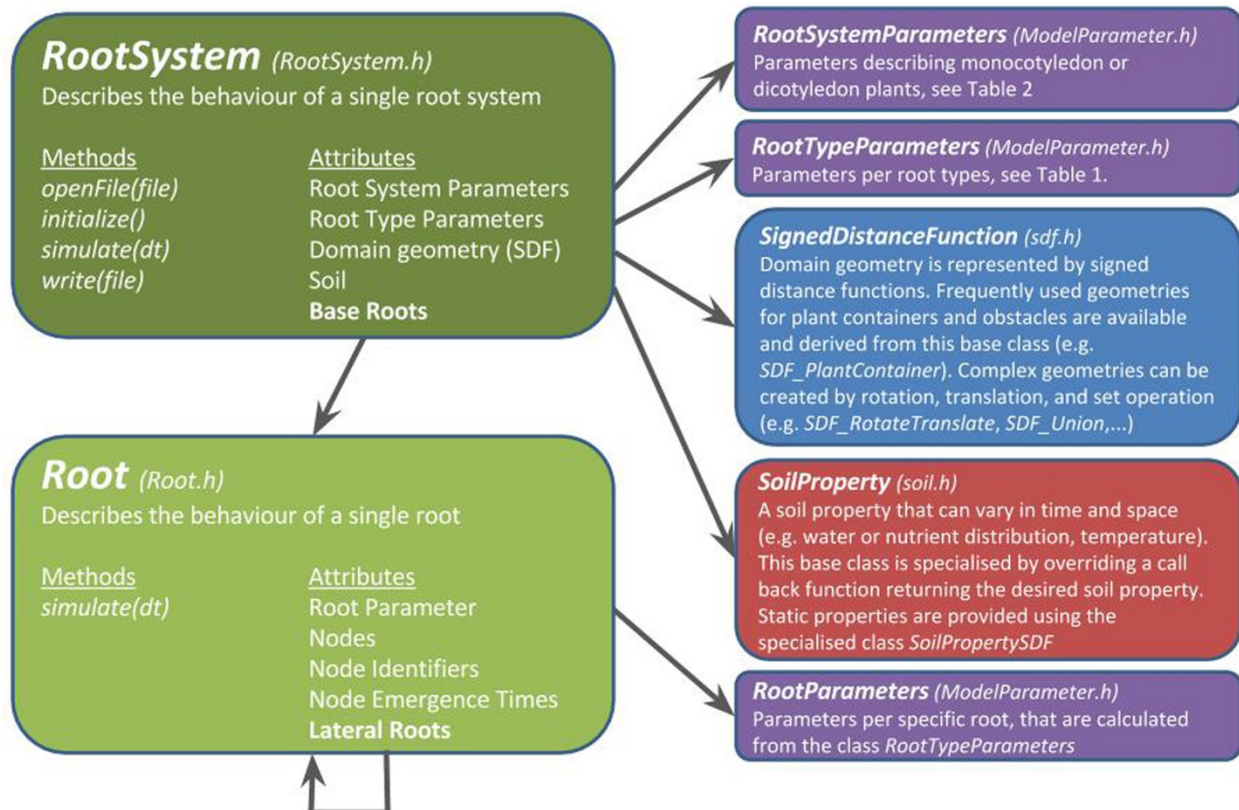 RootSystem (RootSystem.h)
Describes the behaviour of a single root system
Methods
openFile(file)
initialize()
simulate(dt)
write(file)
Attributes
Root System Parameters
Root Type Parameters
Domain geometry (SDF)
Soil
Base Roots
Root (Root.h)
Describes the behaviour of a single root
Methods
simulate(dt)
Attributes
Root Parameter
Nodes
Node Identifiers
Node Emergence Times
Lateral Roots
RootSystemParameters (ModelParameter.h)
Parameters describing monocotyledon or
dicotyledon plants, see Table 2
RootTypeParameters (ModelParameter.h)
Parameters per root types, see Table 1.
SignedDistanceFunction (sdf.h)
Domain geometry is represented by signed
distance functions. Frequently used geometries
for plant containers and obstacles are available
and derived from this base class (e.g.
SDF_PlantContainer). Complex geometries can be
created by rotation, translation, and set operation
(e.g. SDF_RotateTranslate, SDF_Union,...)
SoilProperty (soil.h)
A soil property that can vary in time and space
(e.g. water or nutrient distribution, temperature).
This base class is specialised by overriding a call
back function returning the desired soil property.
Static properties are provided using the
specialised class SoilPropertySDF
RootParameters (ModelParameter.h)
Parameters per specific root, that are calculated
from the class RootTypeParameters